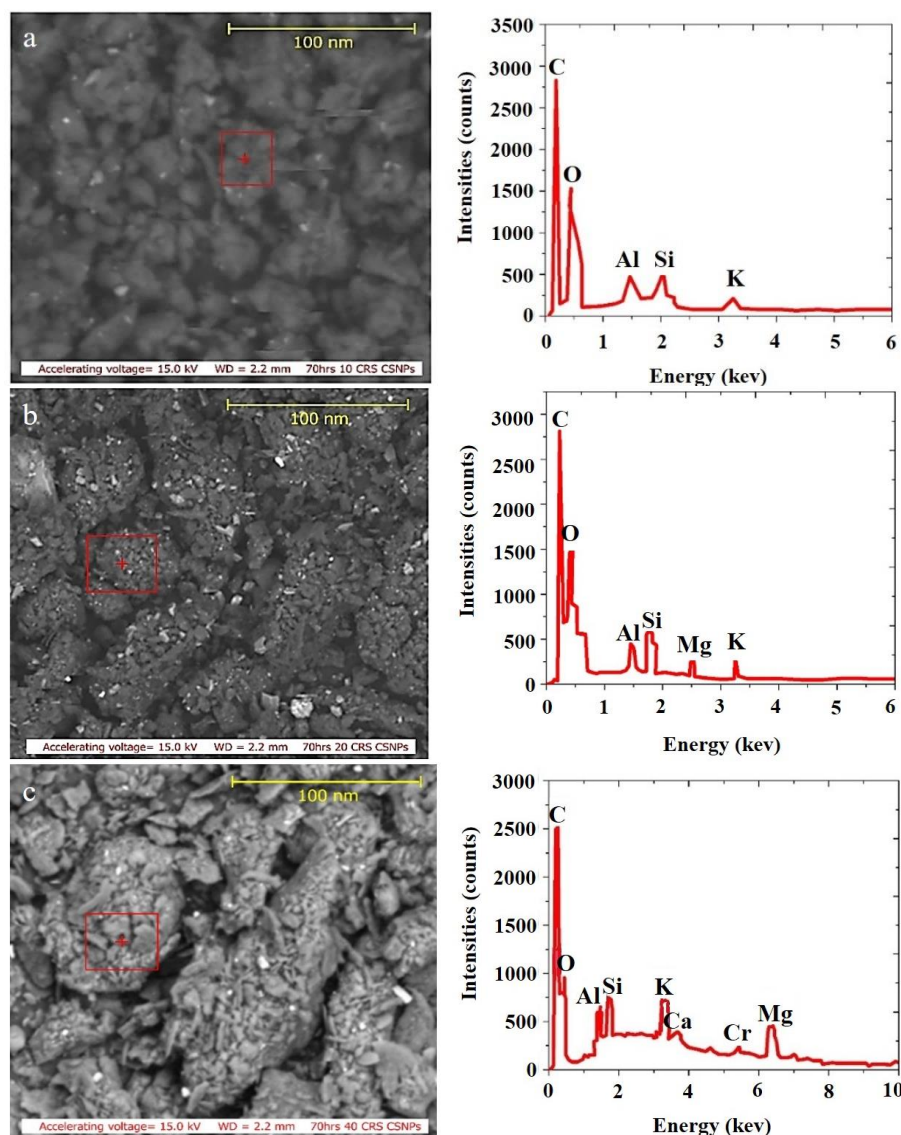 a
100 nm
Accelerating voltage= 15.0 kV WD = 2.2 mm 70hrs 10 CRS CSNPs
Intensities (counts)
3500
3000
2500
2000
1500
1000
500
0
C
O
Al Si K
0 1 2 3 4 5 6
Energy (kev)
b
100 nm
Accelerating voltage= 15.0 kV WD = 2.2 mm 70hrs 20 CRS CSNPs
Intensities (counts)
3000
2500
2000
1500
1000
500
0
C
O
Al Si Mg K
0 1 2 3 4 5 6
Energy (kev)
c
100 nm
Accelerating voltage= 15.0 kV WD = 2.2 mm 70hrs 40 CRS CSNPs
Intensities (counts)
3000
2500
2000
1500
1000
500
0
C
O
Al Si K Ca Cr Mg
0 2 4 6 8 10
Energy (kev)